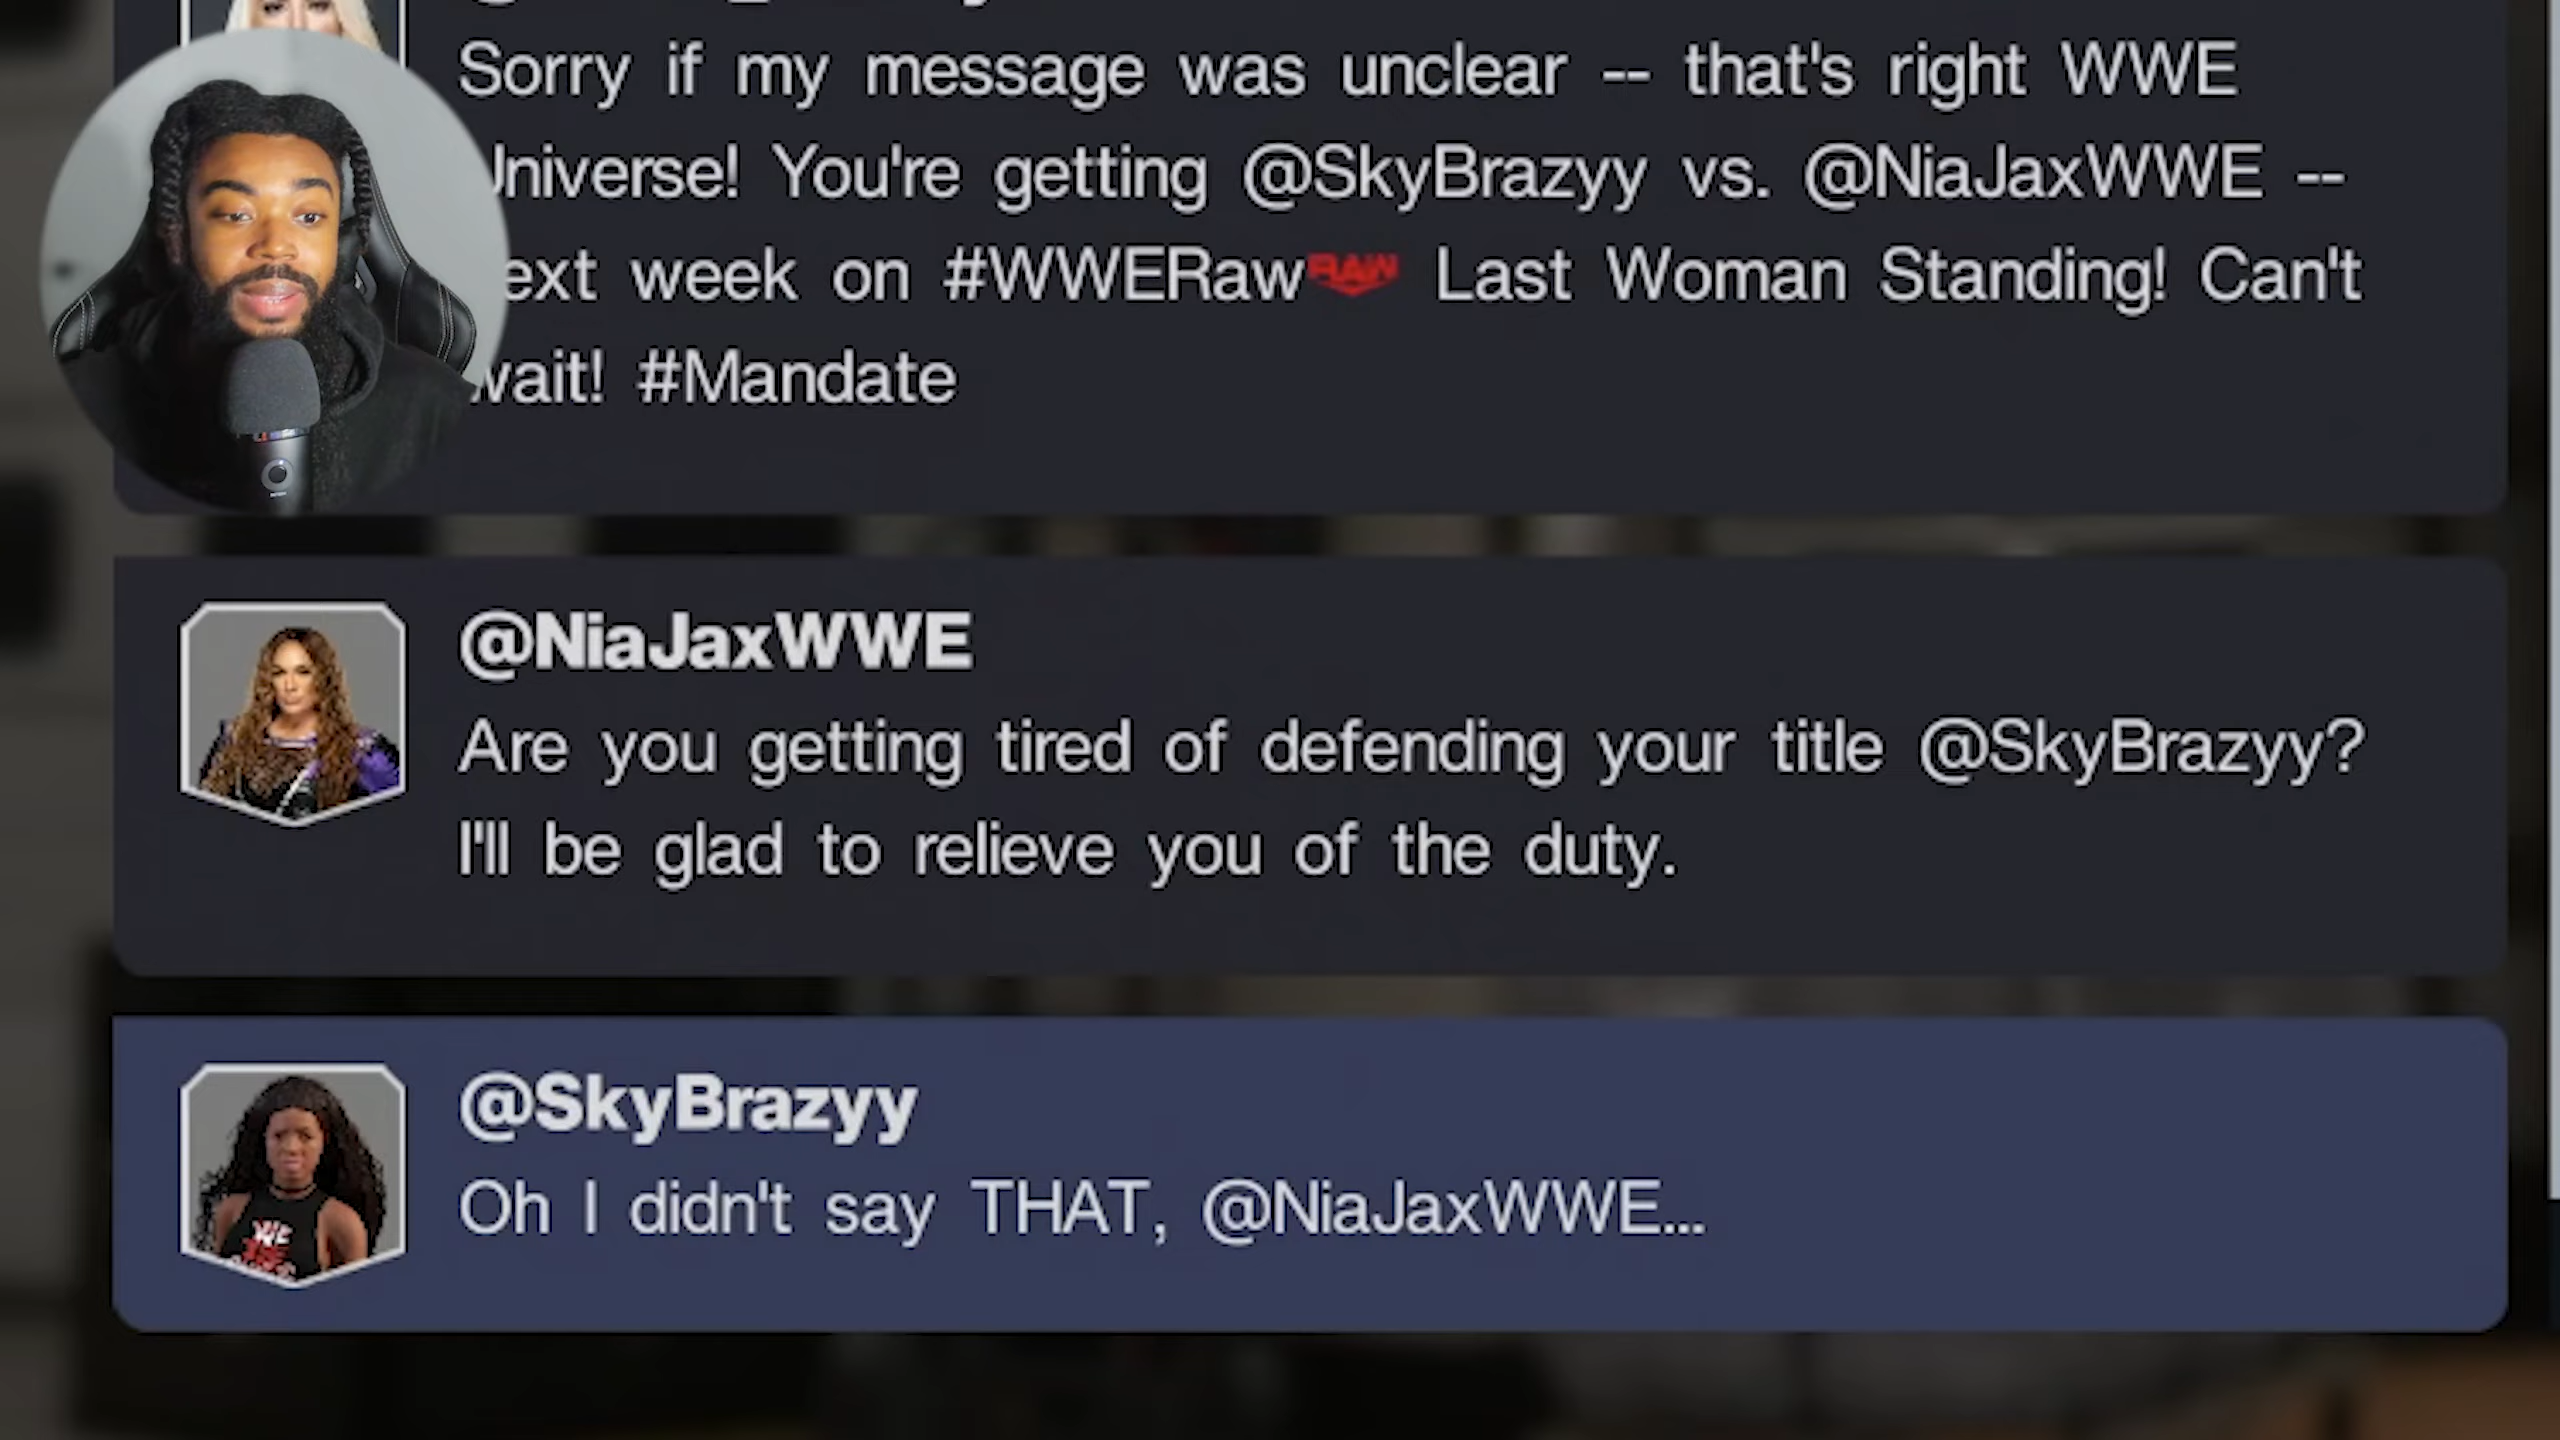 Sorry if my message was unclear -- that's right WWE
Universe! You're getting @SkyBrazyy vs. @NiaJaxWWE --
ext week on #WWERaw RAW Last Woman Standing! Can't
wait! #Mandate
@NiaJaxWWE
Are you getting tired of defending your title @SkyBrazyy?
I'll be glad to relieve you of the duty.
@SkyBrazyy
Oh I didn't say THAT, @NiaJaxWWE...